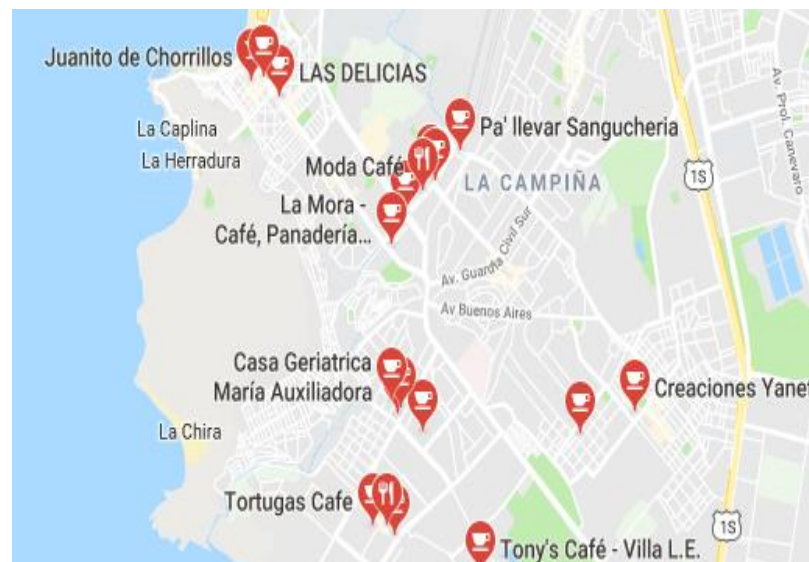 Juanito de Chorrillos
LAS DELICIAS
Av. Prol. Canevaro
La Caplina
Pa' llevar Sangucheria
La Herradura
Moda Café
1S
LA CAMPIÑA
La Mora -
Café, Panadería...
Av. Guardia Civil Sur
Av Buenos Aires
Casa Geriatrica
María Auxiliadora
Creaciones Yanet
La Chira
Tortugas Cafe
1S
Tony's Café - Villa L.E.